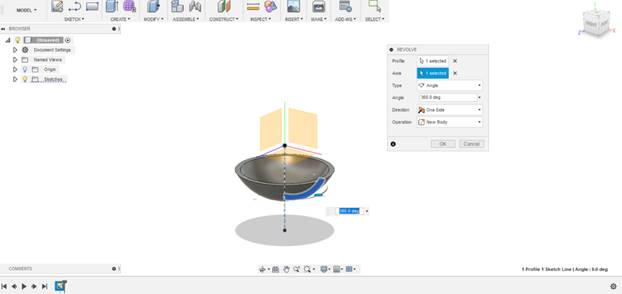 MODEL
SKETCH
CREATE
MODIFY
ASSEMBLE
CONSTRUCT
INSPECT
INSERT
MAKE
ADD-INS
SELECT
BROWSER
(Unsaved)
Document Settings
Named Views
Origin
Sketches
REVOLVE
Profile 1 selected
Axis 1 selected
Type Angle
Angle 360.0 deg
Direction One Side
Operation New Body
OK Cancel
360.0 deg
COMMENTS
1 Profile 1 Sketch Line | Angle : 0.0 deg